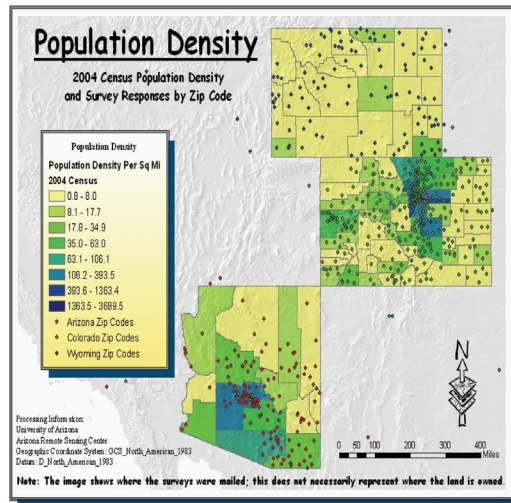 Population Density
2004 Census Population Density
and Survey Responses by Zip Code
Population Density
Population Density Per Sq Mi
2004 Census
0.8 - 8.0
8.1 - 17.7
17.8 - 34.9
35.0 - 63.0
63.1 - 106.1
106.2 - 393.5
393.6 - 1363.4
1363.5 - 3689.5
Arizona Zip Codes
Colorado Zip Codes
Wyoming Zip Codes
N
Processing Information:
University of Arizona
Arizona Remote Sensing Center
Geographic Coordinate System: GCS_North_American_1983
Datum: D_North_American_1983
0 50 100 200 300 400
Miles
Note: The image shows where the surveys were mailed; this does not necessarily represent where the land is owned.